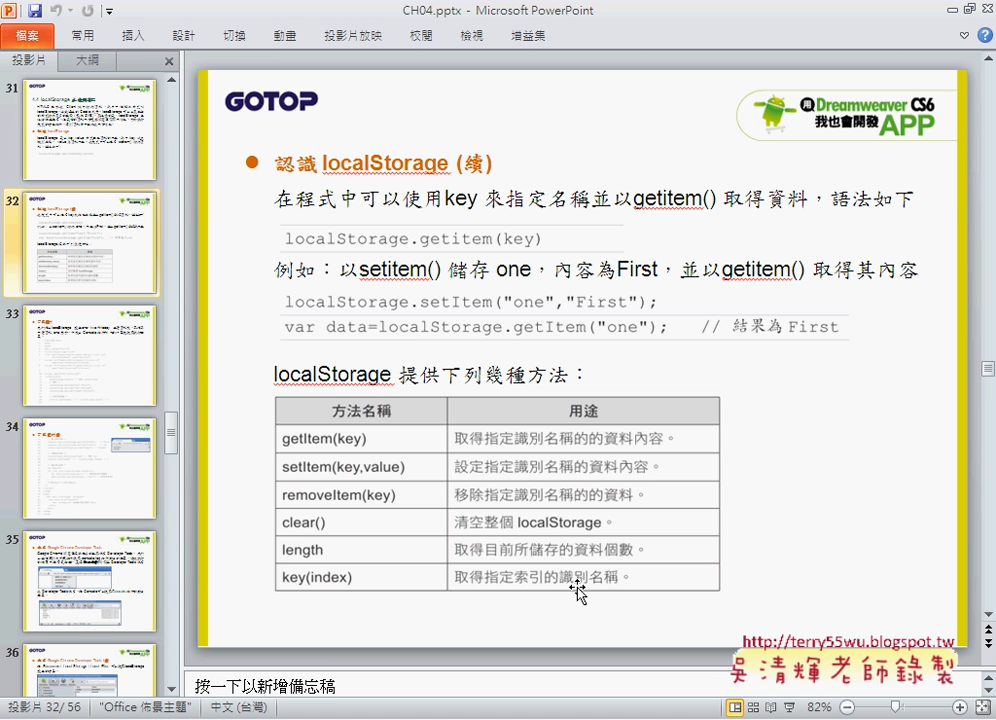 CH04.pptx - Microsoft PowerPoint
檔案 常用 插入 設計 切換 動畫 投影片放映 校閱 檢視 增益集
投影片 大綱
31
32
33
34
35
36
GOTOP
用 Dreamweaver CS6
我也會開發 APP
認識 localStorage (續)
在程式中可以使用key 來指定名稱並以getitem() 取得資料，語法如下
localStorage.getitem(key)
例如：以setitem() 儲存 one，內容為First，並以getitem() 取得其內容
localStorage.setItem("one","First");
var data=localStorage.getItem("one"); // 結果為 First
localStorage 提供下列幾種方法：
方法名稱 用途
getItem(key) 取得指定識別名稱的的資料內容。
setItem(key,value) 設定指定識別名稱的資料內容。
removeItem(key) 移除指定識別名稱的的資料。
clear() 清空整個 localStorage。
length 取得目前所儲存的資料個數。
key(index) 取得指定索引的識別名稱。
http://terry55wu.blogspot.tw
吳清輝老師錄製
按一下以新增備忘稿
投影片 32/ 56 "Office 佈景主題" 中文 (台灣) 82%